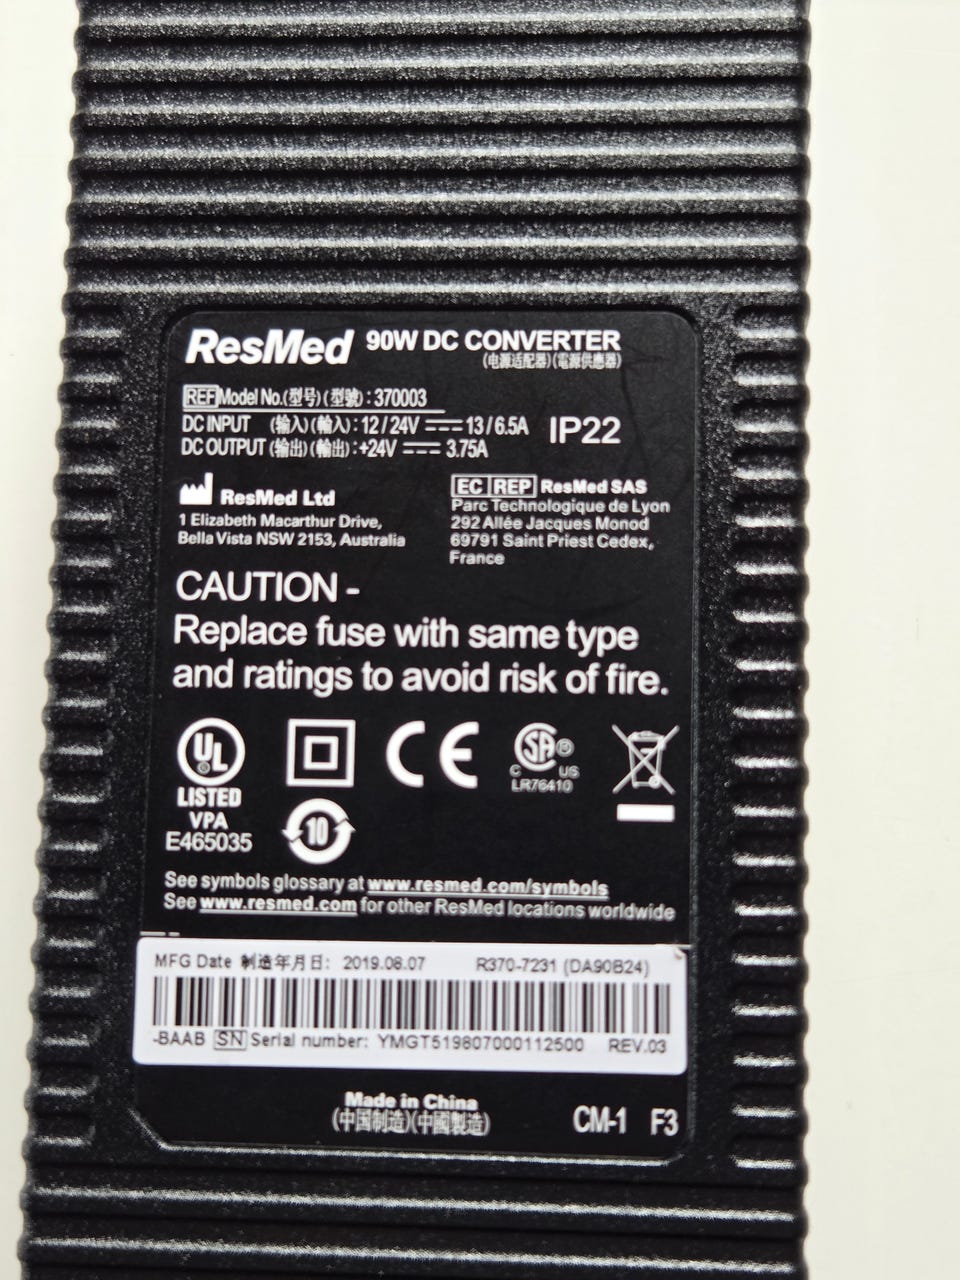 ResMed 90W DC CONVERTER
(电源适配器)(電源供應器)
REF Model No.(型号)(型號): 370003
DC INPUT (输入)(輸入): 12 / 24V ⎓ 13 / 6.5A IP22
DC OUTPUT (输出)(輸出): +24V ⎓ 3.75A
ResMed Ltd
1 Elizabeth Macarthur Drive,
Bella Vista NSW 2153, Australia
EC REP ResMed SAS
Parc Technologique de Lyon
292 Allée Jacques Monod
69791 Saint Priest Cedex,
France
CAUTION -
Replace fuse with same type
and ratings to avoid risk of fire.
UL
LISTED
VPA
E465035
10
CE
SA
C US
LR76410
See symbols glossary at www.resmed.com/symbols
See www.resmed.com for other ResMed locations worldwide
MFG Date 制造年月日: 2019.08.07 R370-7231 (DA90B24)
-BAAB SN Serial number: YMGT519807000112500 REV.03
Made in China
(中国制造)(中國製造)
CM-1 F3